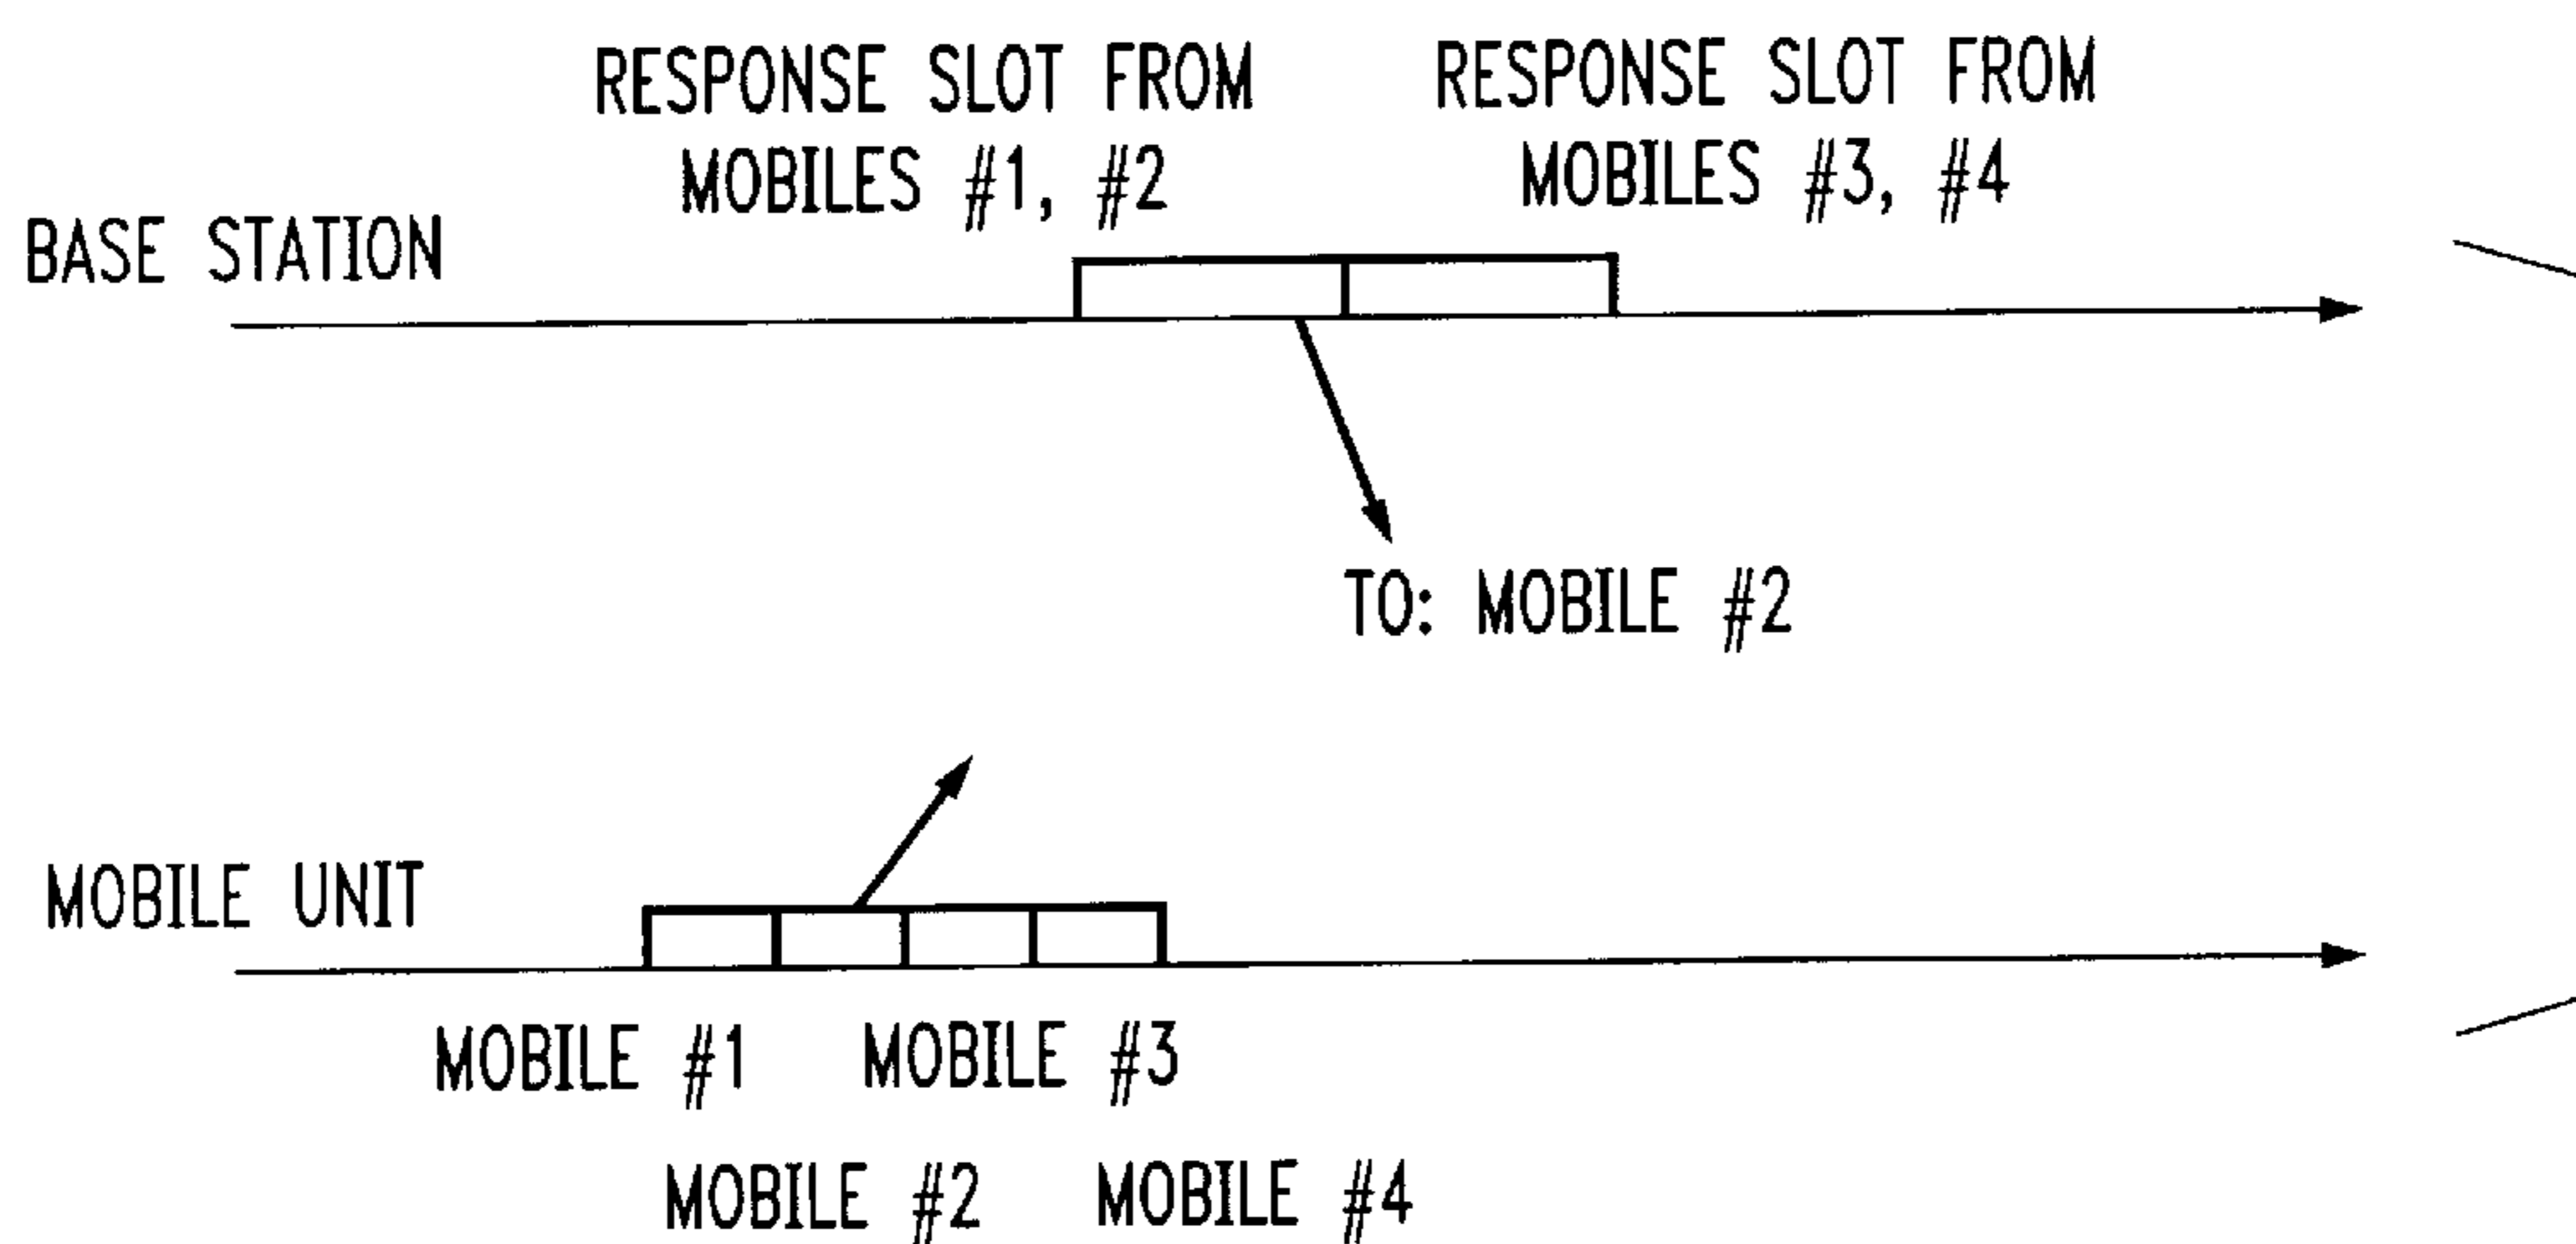 RESPONSE SLOT FROM
MOBILES #1, #2
RESPONSE SLOT FROM
MOBILES #3, #4
BASE STATION
TO: MOBILE #2
MOBILE UNIT
MOBILE #1
MOBILE #3
MOBILE #2
MOBILE #4